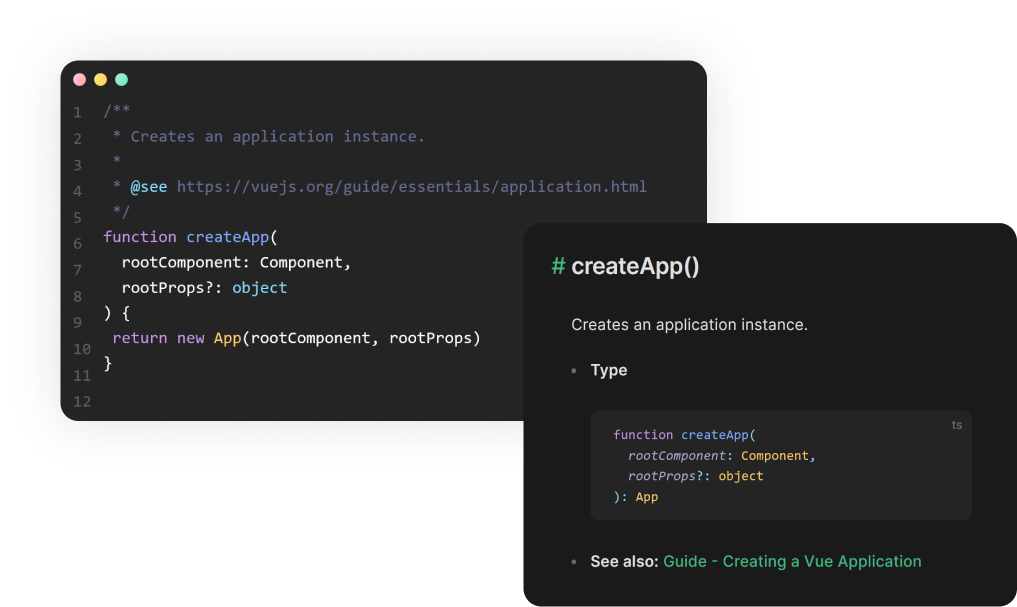 1 /**
2  * Creates an application instance.
3  *
4  * @see https://vuejs.org/guide/essentials/application.html
5  */
6 function createApp(
7   rootComponent: Component,
8   rootProps?: object
9 ) {
10  return new App(rootComponent, rootProps)
11 }
12
# createApp()
Creates an application instance.
• Type
ts
function createApp(
  rootComponent: Component,
  rootProps?: object
): App
• See also: Guide - Creating a Vue Application